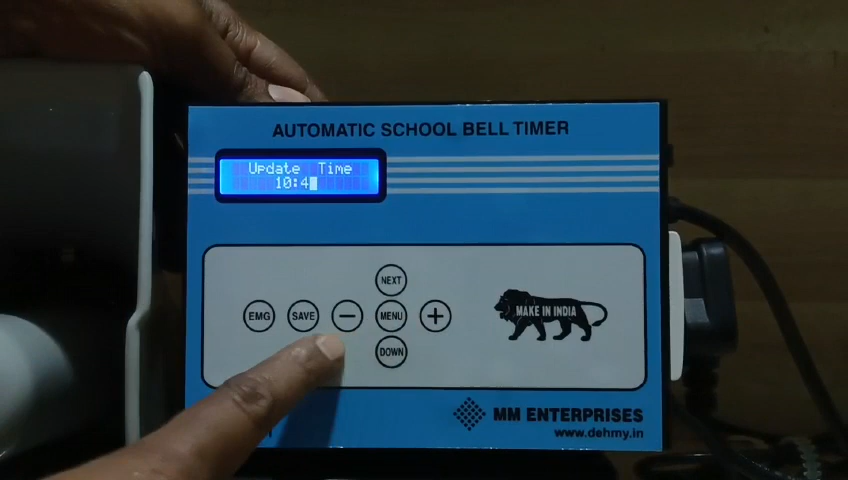 AUTOMATIC SCHOOL BELL TIMER
Update Time
10:4
NEXT
EMG SAVE − MENU +
DOWN
MAKE IN INDIA
MM ENTERPRISES
www.dehmy.in